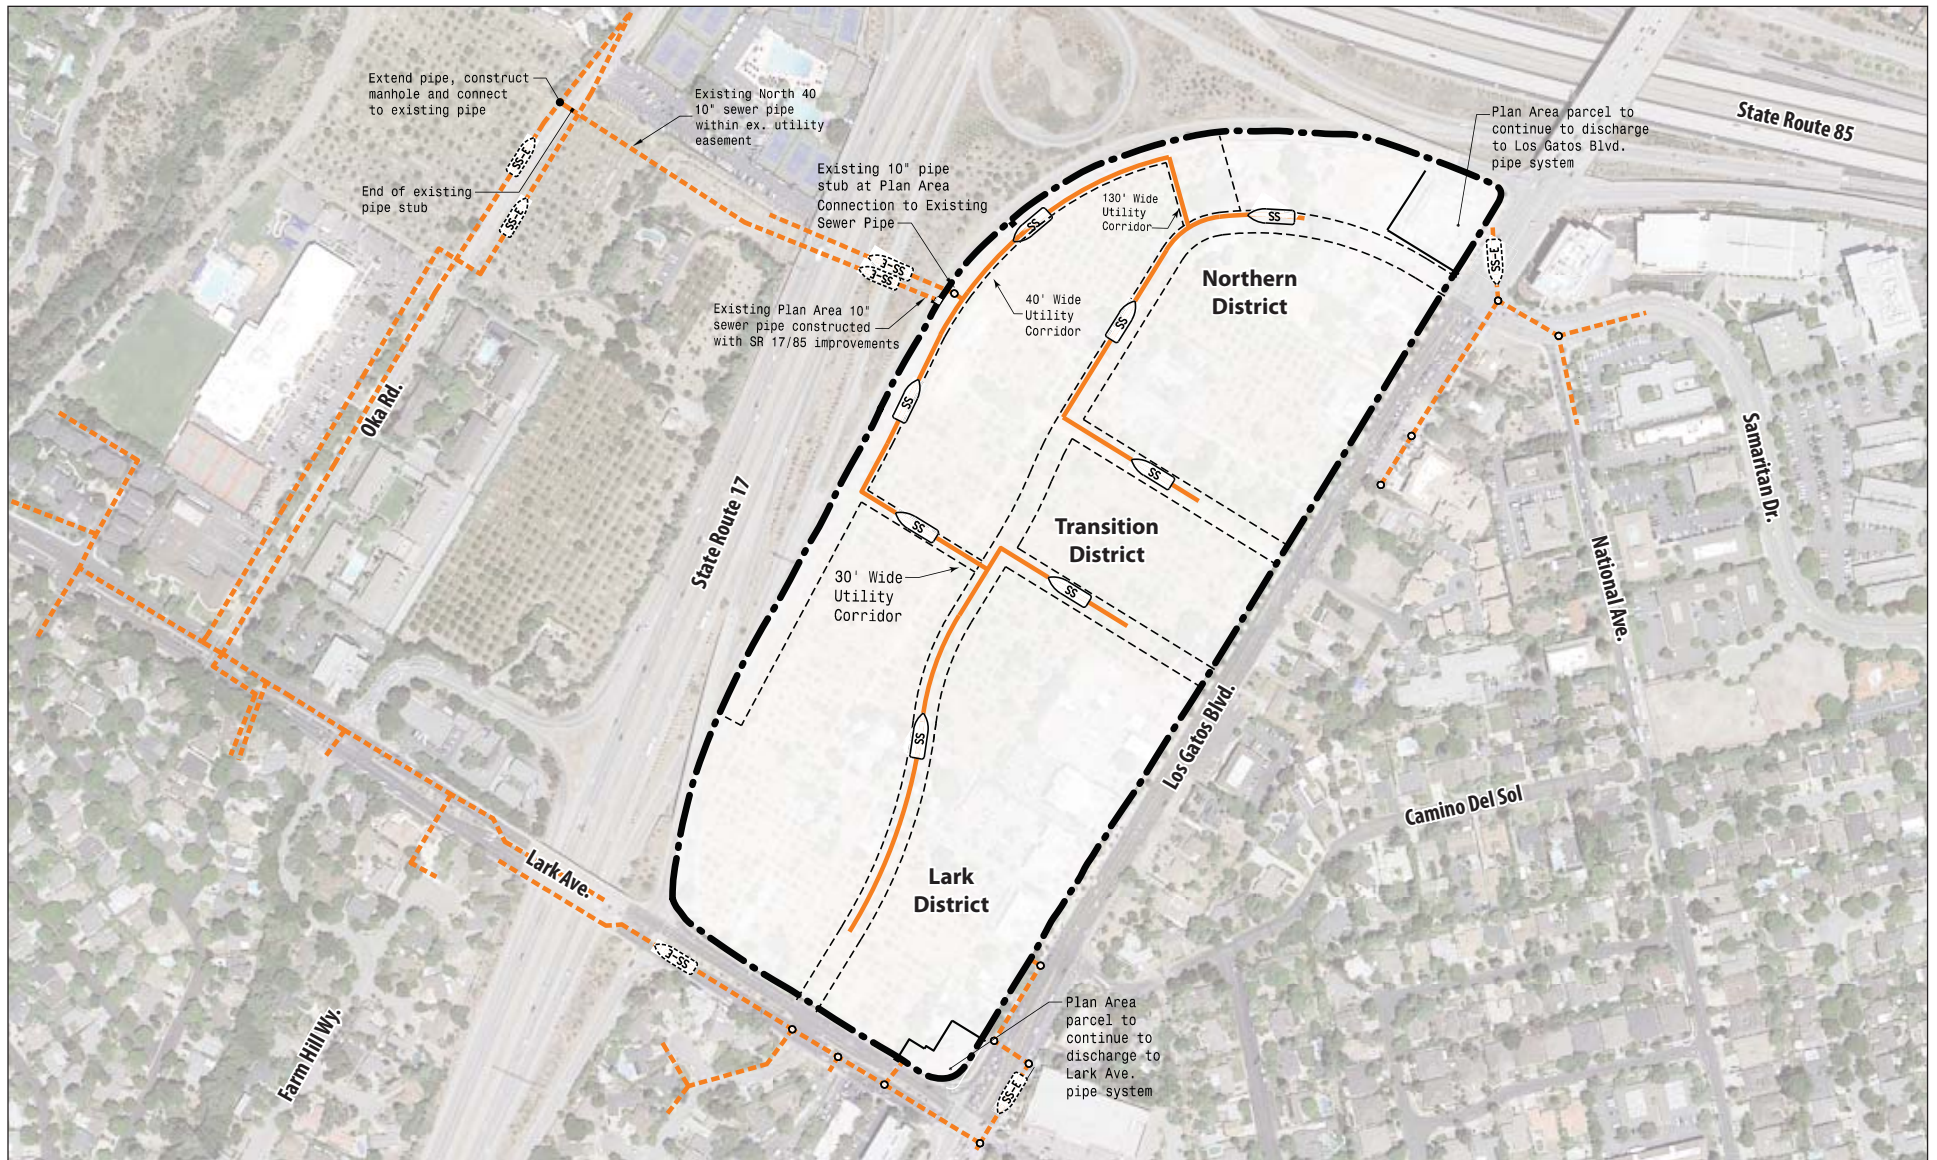 Extend pipe, construct
manhole and connect
to existing pipe
Existing North 40
10" sewer pipe
within ex. utility
easement
Plan Area parcel to
continue to discharge
to Los Gatos Blvd.
pipe system
State Route 85
SS-E
End of existing
pipe stub
SS-E
Existing 10" pipe
stub at Plan Area
Connection to Existing
Sewer Pipe
130' Wide
Utility
Corridor
SS
SS
SS-E
SS-E
SS-E
Northern
District
40' Wide
Utility
Corridor
Existing Plan Area 10"
sewer pipe constructed
with SR 17/85 improvements
SS
SS
Oka Rd.
Samaritan Dr.
SS
State Route 17
SS
Transition
District
National Ave.
30' Wide
Utility
Corridor
SS
SS
Los Gatos Blvd.
Camino Del Sol
Lark Ave.
Lark
District
SS-E
Farm Hill Wy.
Plan Area
parcel to
continue to
discharge to
Lark Ave.
pipe system
SS-E